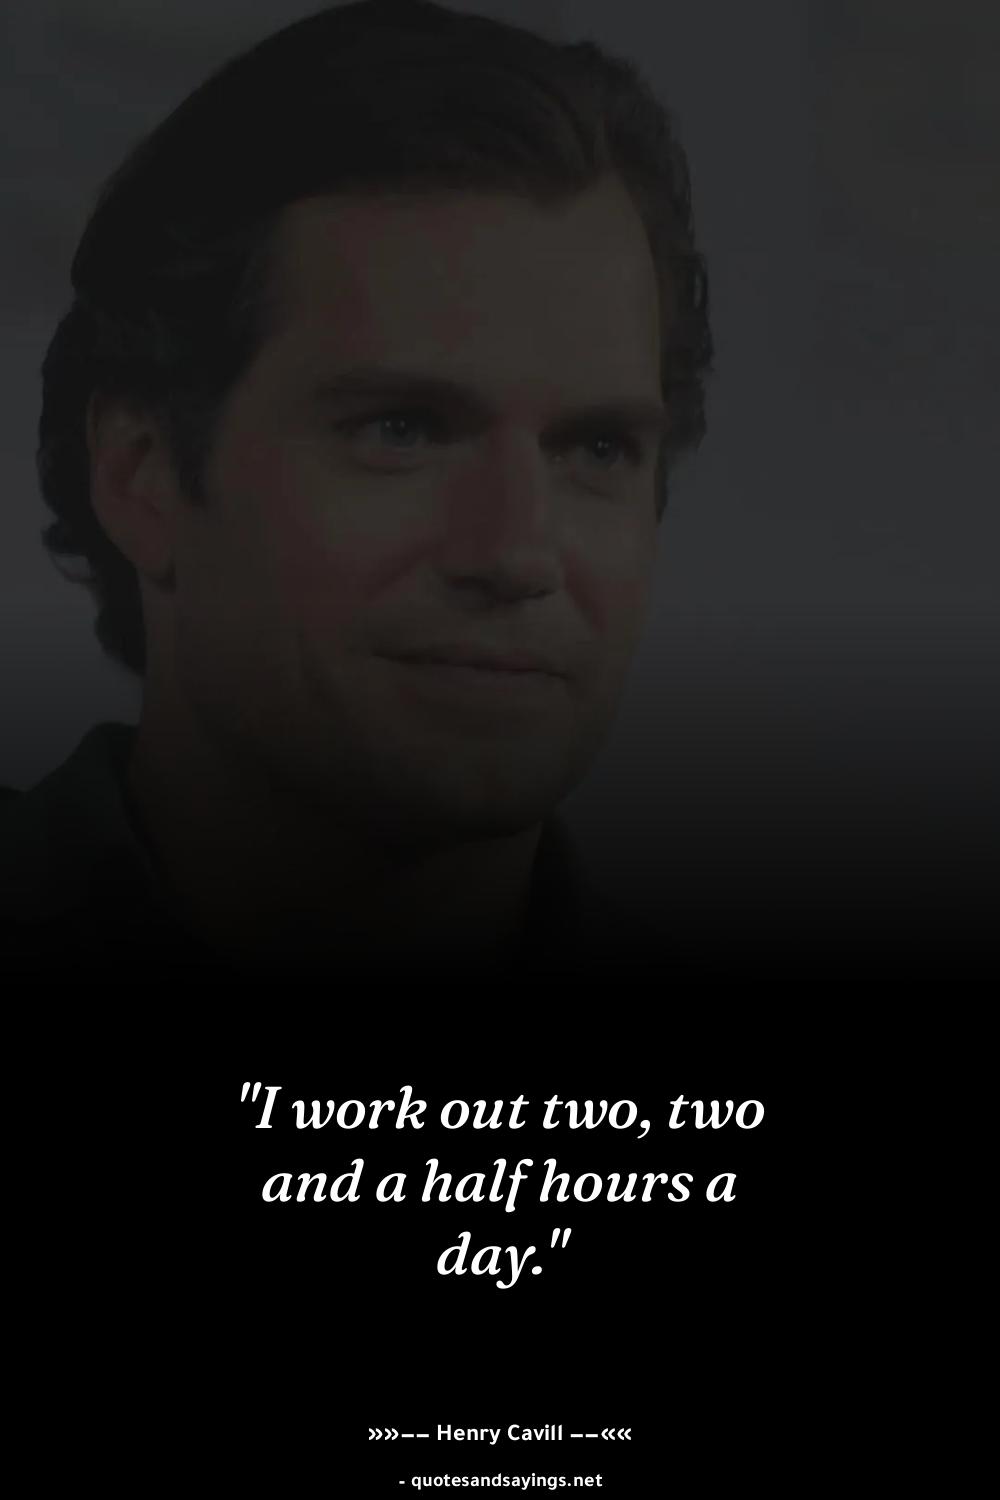 "I work out two, two
and a half hours a
day."
»»–– Henry Cavill ––««
- quotesandsayings.net